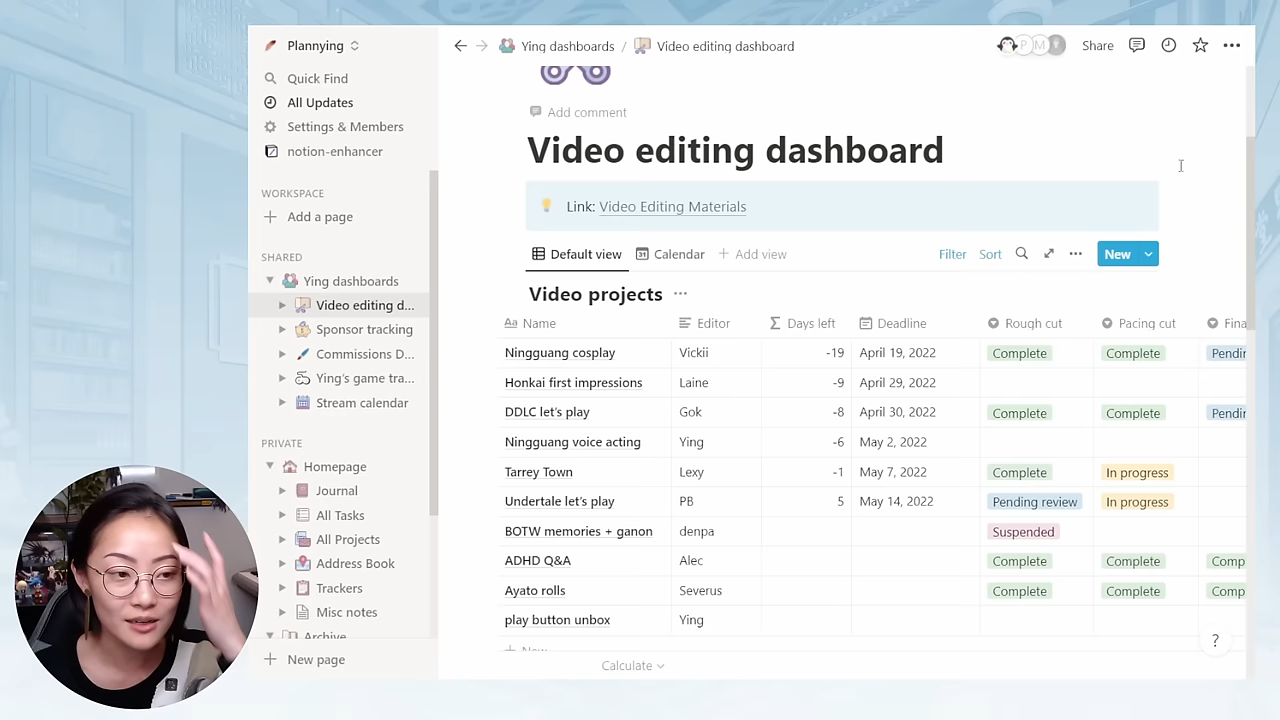 Plannying
Quick Find
All Updates
Settings & Members
notion-enhancer
WORKSPACE
Add a page
SHARED
Ying dashboards
Video editing d...
Sponsor tracking
Commissions D...
Ying's game tra...
Stream calendar
PRIVATE
Homepage
Journal
All Tasks
All Projects
Address Book
Trackers
Misc notes
Archive
New page
Ying dashboards / Video editing dashboard
P M Share
Add comment
Video editing dashboard
Link: Video Editing Materials
Default view Calendar Add view Filter Sort New
Video projects
Aa Name Editor Days left Deadline Rough cut Pacing cut Fina
Ningguang cosplay Vickii -19 April 19, 2022 Complete Complete Pendin
Honkai first impressions Laine -9 April 29, 2022
DDLC let's play Gok -8 April 30, 2022 Complete Complete Pendin
Ningguang voice acting Ying -6 May 2, 2022
Tarrey Town Lexy -1 May 7, 2022 Complete In progress
Undertale let's play PB 5 May 14, 2022 Pending review In progress
BOTW memories + ganon denpa Suspended
ADHD Q&A Alec Complete Complete Comp
Ayato rolls Severus Complete Complete Comp
play button unbox Ying
New
Calculate
?